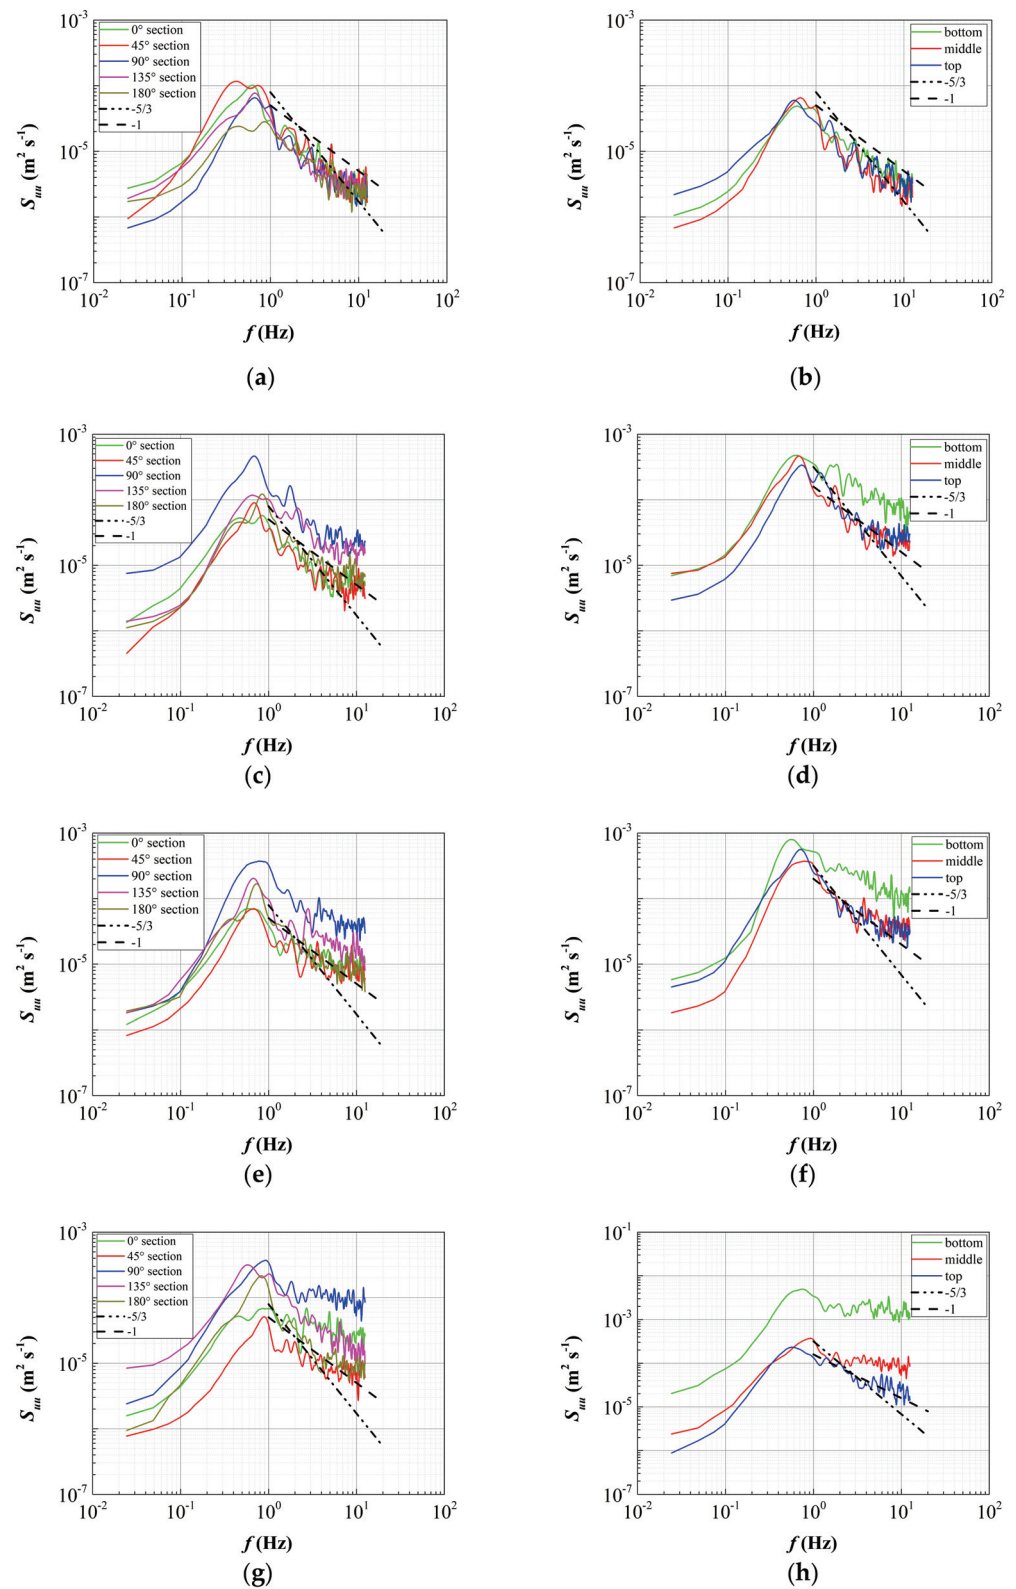 10⁻³
10⁻⁵
10⁻⁷
S_uu (m² s⁻¹)
0° section
45° section
90° section
135° section
180° section
-5/3
-1
10⁻² 10⁻¹ 10⁰ 10¹ 10²
f (Hz)
(a)
10⁻³
10⁻⁵
10⁻⁷
S_uu (m² s⁻¹)
bottom
middle
top
-5/3
-1
10⁻² 10⁻¹ 10⁰ 10¹ 10²
f (Hz)
(b)
10⁻³
10⁻⁵
10⁻⁷
S_uu (m² s⁻¹)
0° section
45° section
90° section
135° section
180° section
-5/3
-1
10⁻² 10⁻¹ 10⁰ 10¹ 10²
f (Hz)
(c)
10⁻³
10⁻⁵
10⁻⁷
S_uu (m² s⁻¹)
bottom
middle
top
-5/3
-1
10⁻² 10⁻¹ 10⁰ 10¹ 10²
f (Hz)
(d)
10⁻³
10⁻⁵
10⁻⁷
S_uu (m² s⁻¹)
0° section
45° section
90° section
135° section
180° section
-5/3
-1
10⁻² 10⁻¹ 10⁰ 10¹ 10²
f (Hz)
(e)
10⁻³
10⁻⁵
10⁻⁷
S_uu (m² s⁻¹)
bottom
middle
top
-5/3
-1
10⁻² 10⁻¹ 10⁰ 10¹ 10²
f (Hz)
(f)
10⁻³
10⁻⁵
10⁻⁷
S_uu (m² s⁻¹)
0° section
45° section
90° section
135° section
180° section
-5/3
-1
10⁻² 10⁻¹ 10⁰ 10¹ 10²
f (Hz)
(g)
10⁻¹
10⁻³
10⁻⁵
10⁻⁷
S_uu (m² s⁻¹)
bottom
middle
top
-5/3
-1
10⁻² 10⁻¹ 10⁰ 10¹ 10²
f (Hz)
(h)